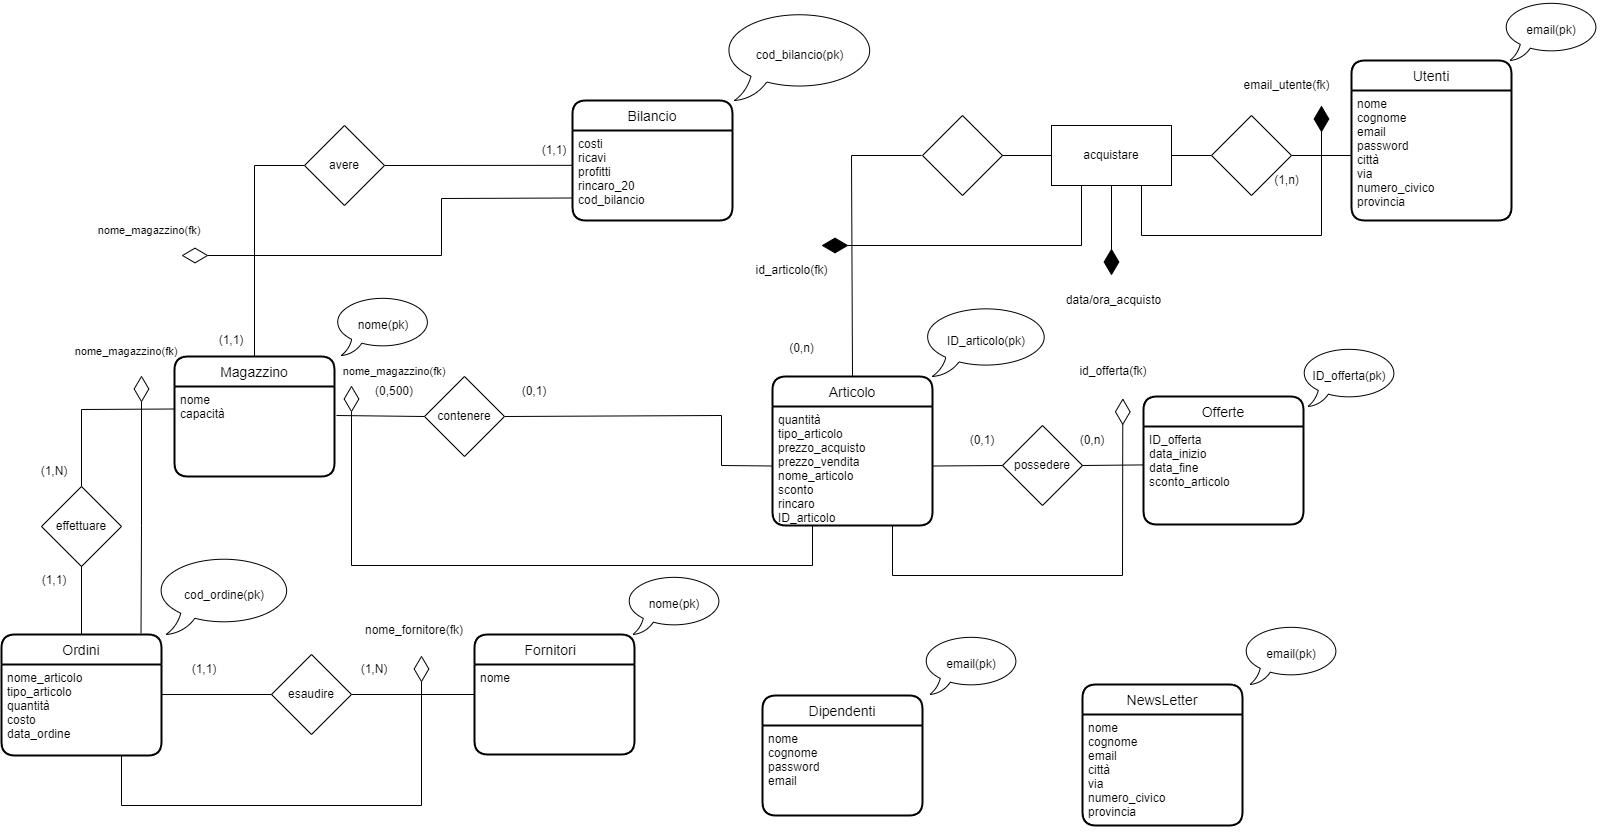 cod_bilancio(pk)
Bilancio
costi
ricavi
profitti
rincaro_20
cod_bilancio
avere
(1,1)
nome_magazzino(fk)
(1,1)
email(pk)
Utenti
nome
cognome
email
password
città
via
numero_civico
provincia
email_utente(fk)
acquistare
(1,n)
id_articolo(fk)
data/ora_acquisto
(0,n)
nome(pk)
nome_magazzino(fk)
Magazzino
nome
capacità
nome_magazzino(fk)
(0,500)
contenere
(0,1)
ID_articolo(pk)
Articolo
quantità
tipo_articolo
prezzo_acquisto
prezzo_vendita
nome_articolo
sconto
rincaro
ID_articolo
(0,1)
possedere
(0,n)
id_offerta(fk)
ID_offerta(pk)
Offerte
ID_offerta
data_inizio
data_fine
sconto_articolo
(1,N)
effettuare
(1,1)
cod_ordine(pk)
Ordini
nome_articolo
tipo_articolo
quantità
costo
data_ordine
(1,1)
esaudire
(1,N)
nome_fornitore(fk)
nome(pk)
Fornitori
nome
email(pk)
Dipendenti
nome
cognome
password
email
email(pk)
NewsLetter
nome
cognome
email
città
via
numero_civico
provincia